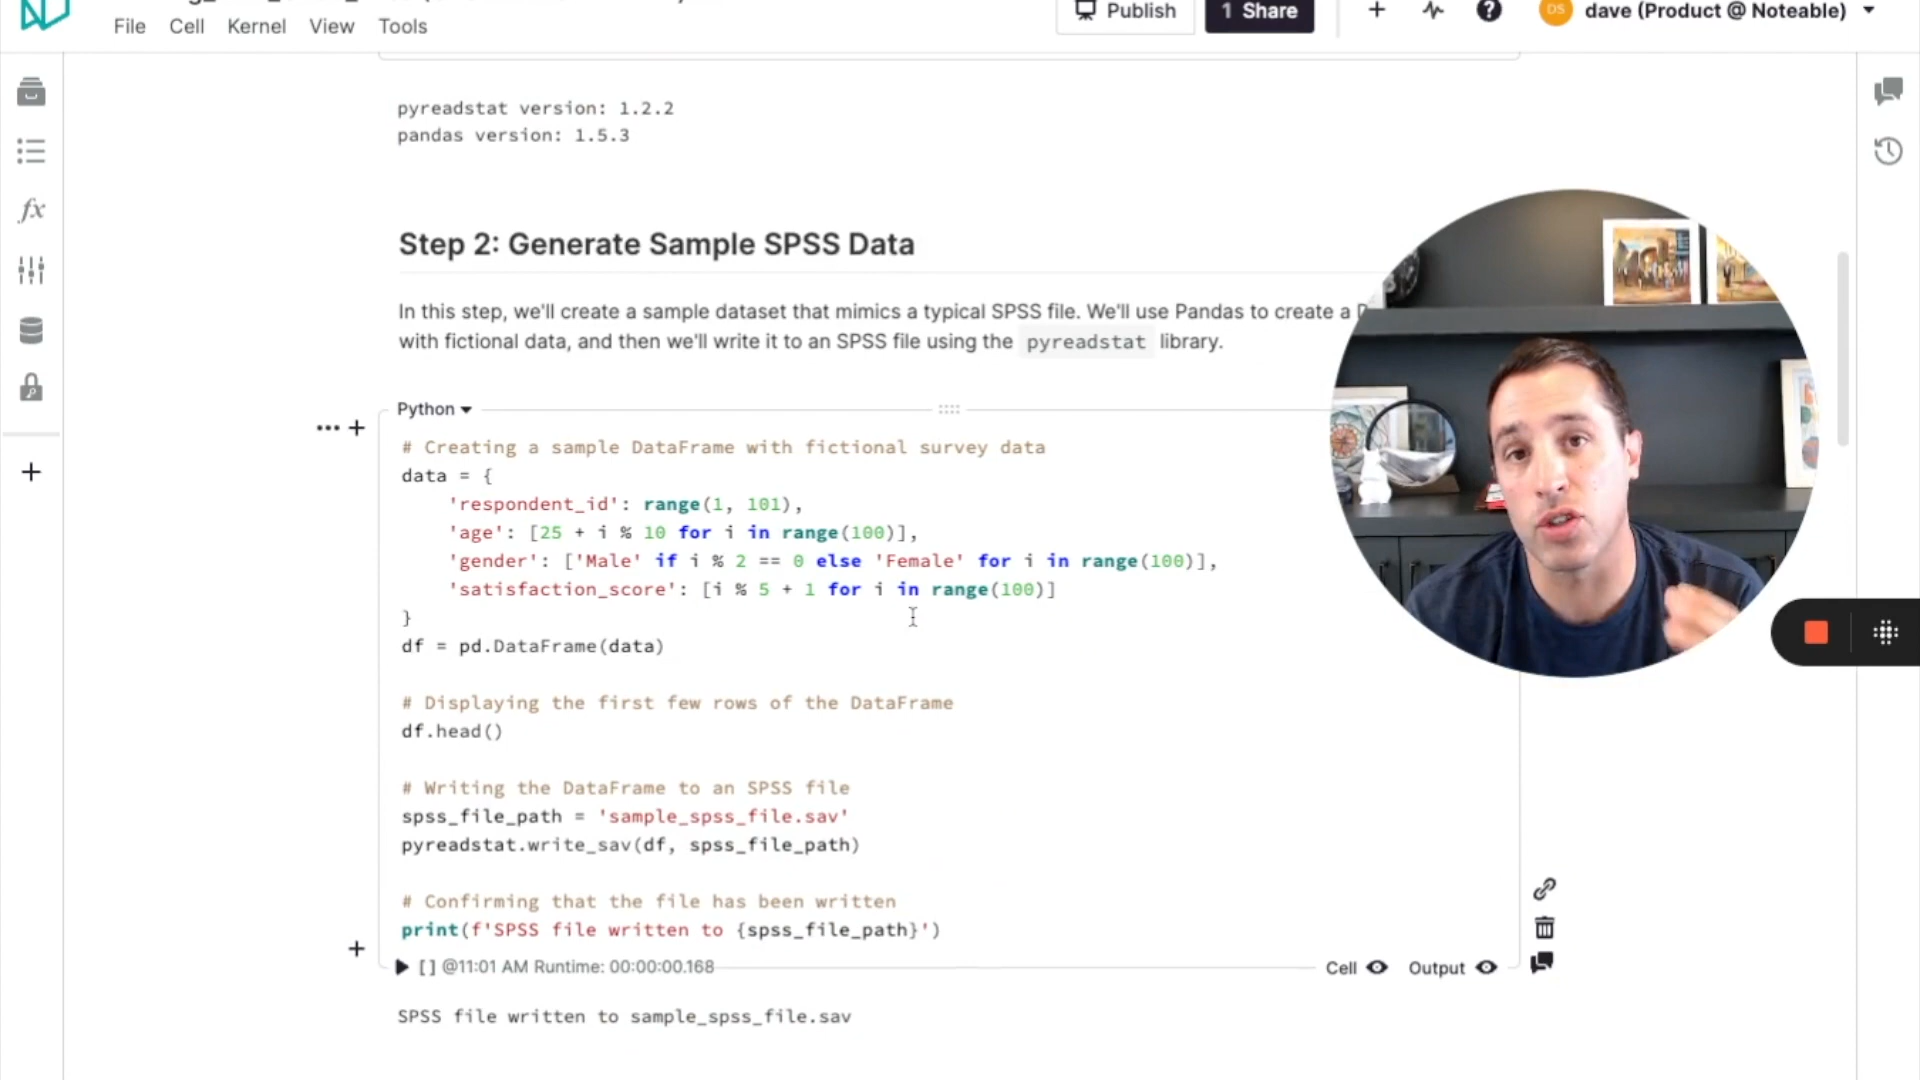 Publish
1 Share
DS
dave (Product @ Noteable)
File Cell Kernel View Tools
pyreadstat version: 1.2.2
pandas version: 1.5.3
Step 2: Generate Sample SPSS Data
In this step, we'll create a sample dataset that mimics a typical SPSS file. We'll use Pandas to create a
with fictional data, and then we'll write it to an SPSS file using the pyreadstat library.
Python
# Creating a sample DataFrame with fictional survey data
data = {
    'respondent_id': range(1, 101),
    'age': [25 + i % 10 for i in range(100)],
    'gender': ['Male' if i % 2 == 0 else 'Female' for i in range(100)],
    'satisfaction_score': [i % 5 + 1 for i in range(100)]
}
df = pd.DataFrame(data)
# Displaying the first few rows of the DataFrame
df.head()
# Writing the DataFrame to an SPSS file
spss_file_path = 'sample_spss_file.sav'
pyreadstat.write_sav(df, spss_file_path)
# Confirming that the file has been written
print(f'SPSS file written to {spss_file_path}')
[] @11:01 AM Runtime: 00:00:00.168
Cell Output
SPSS file written to sample_spss_file.sav